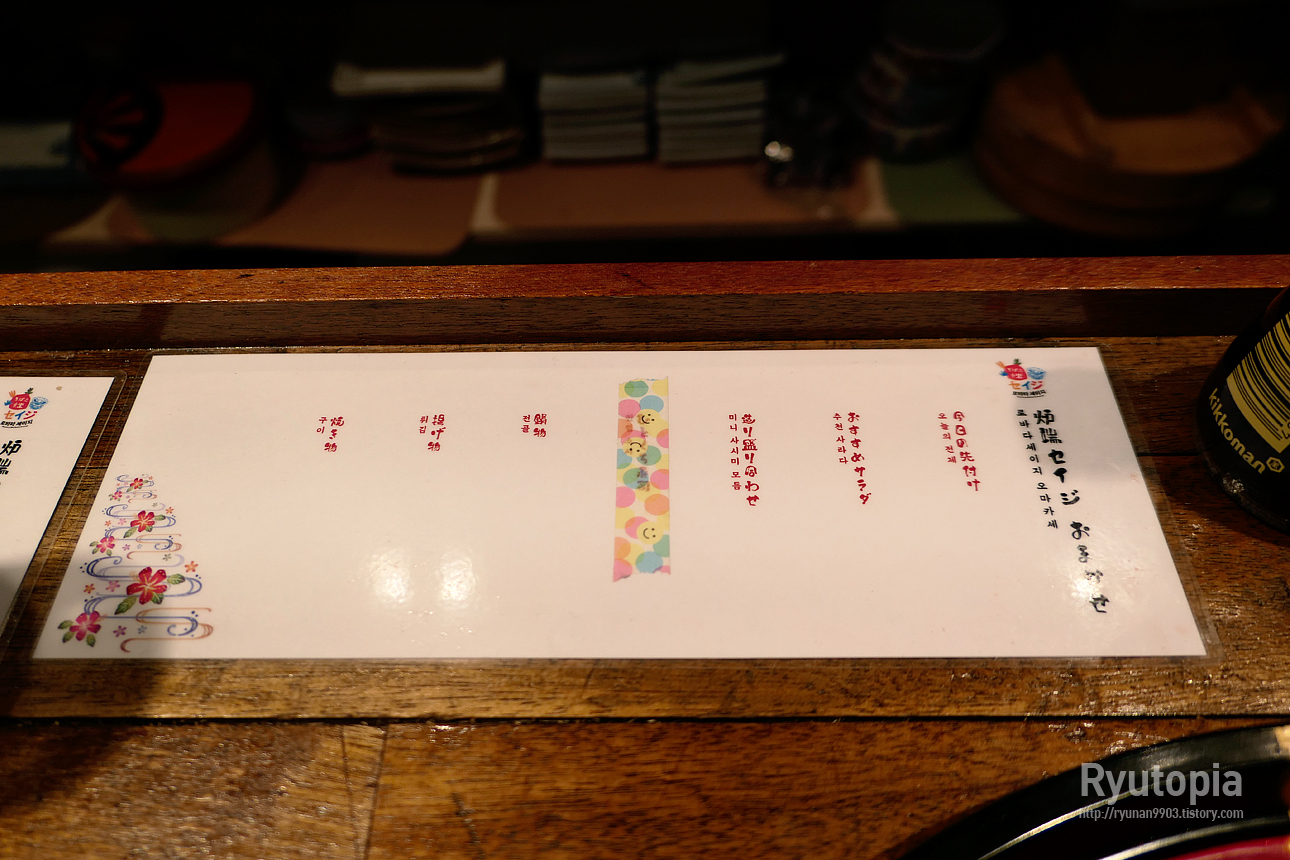 炉端セイジ おまかせ
로바다세이지 오마카세
今日の先付け
오늘의 전채
おすすめサラダ
추천 사라다
造り盛り合わせ
미니 사시미 모듬
鍋物
전골
揚げ物
튀김
焼き物
구이
セイジ
kikkoman
Ryutopia
http://ryunan9903.tistory.com